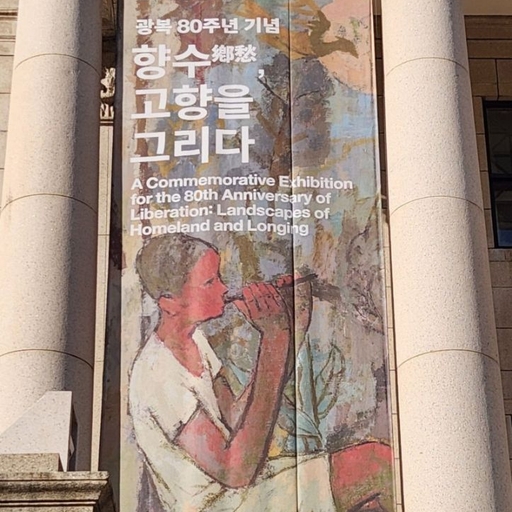 광복 80주년 기념
향수鄕愁,
고향을
그리다
A Commemorative Exhibition
for the 80th Anniversary of
Liberation: Landscapes of
Homeland and Longing